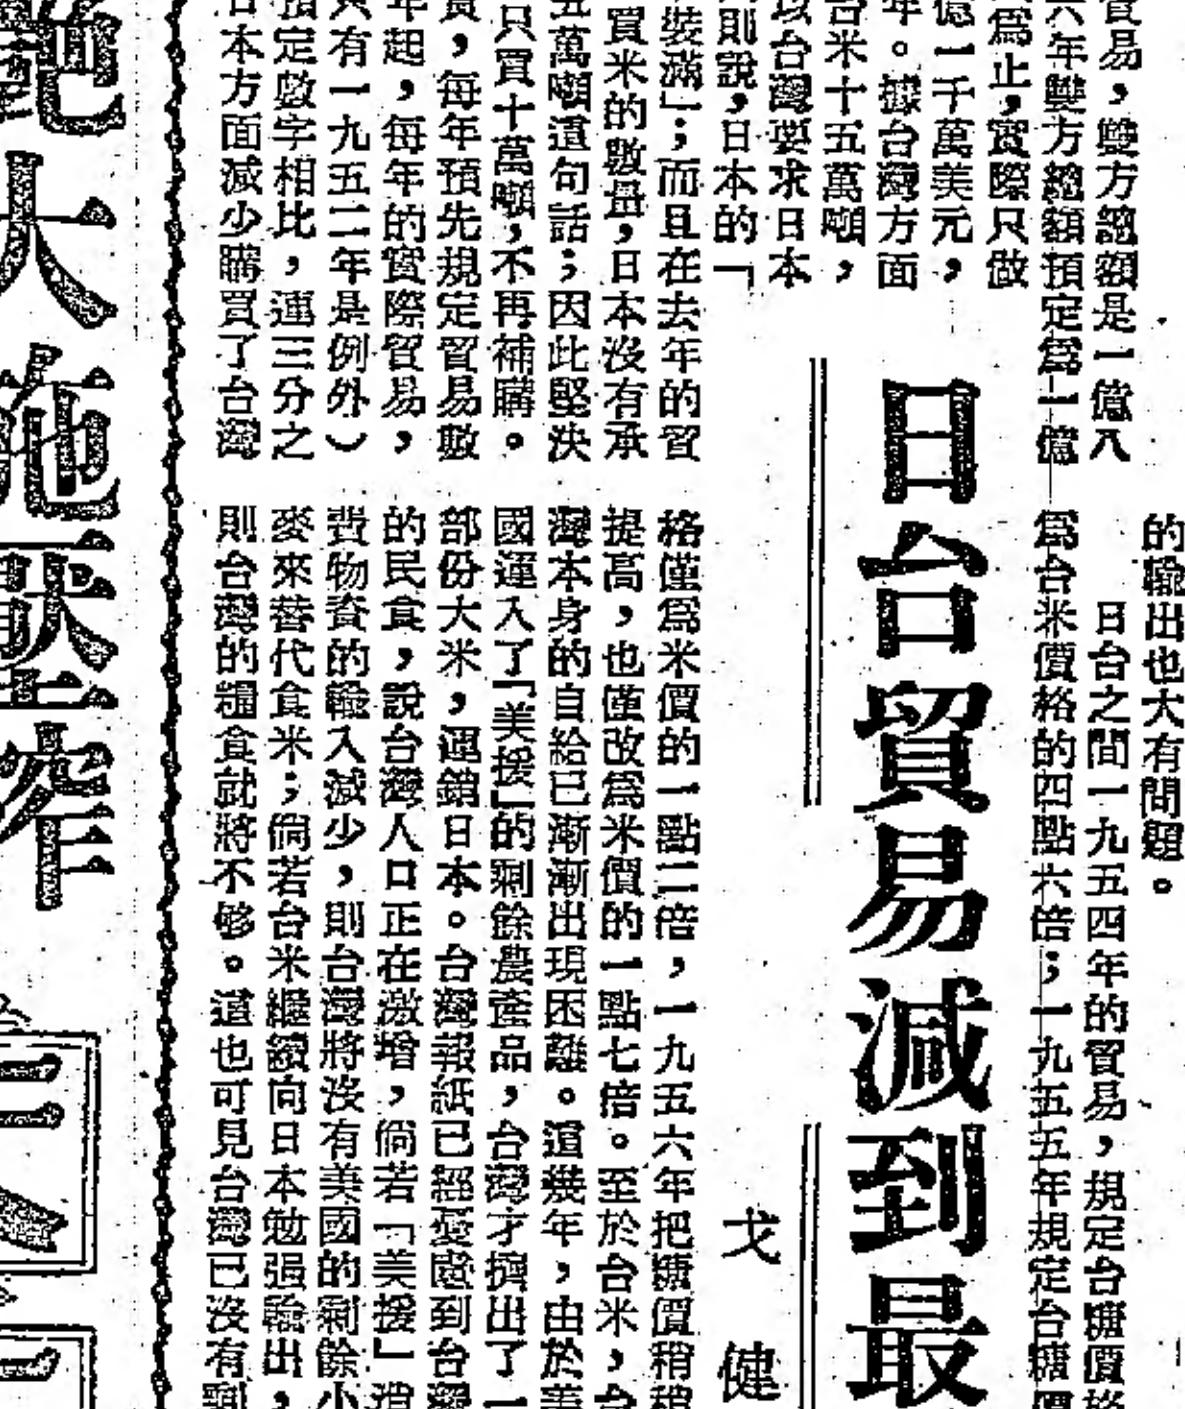 日台貿易減到最
戈健
貿易，雙方總額是一億八
六年雙方總額預定爲一億
爲止，實際只做
億一千萬美元，
年。據台灣方面
台米十五萬噸，
該台灣要求日本
則說，日本的「
裝滿」；而且在去年的貿
買米的數量，日本沒有承
五萬噸這句話；因此堅決
只買十萬噸，不再補購。
，每年預先規定貿易數
年起，每年的實際貿易，
只有一九五二年是例外）
預定數字相比，連三分之
日本方面減少購買了台灣
的輸出也大有問題。
日台之間一九五四年的貿易，規定台糖價格
爲台米價格的四點六倍；一九五五年規定台糖價
格僅爲米價的一點二倍，一九五六年把糖價稍稍
提高，也僅改爲米價的一點七倍。至於台米，台
灣本身的自給已漸漸出現困難。這幾年，由於美
國運入了「美援」的剩餘農產品，台灣才擠出了一
部份大米，運銷日本。台灣報紙已經憂慮到台灣
的民食，說台灣人口正在激增，倘若「美援」消
費物資的輸入減少，則台灣將沒有美國的剩餘小
麥來替代食米；倘若台米繼續向日本勉强輸出，
則台灣的糧食就將不够。這也可見台灣已沒有剩
大施壓榨